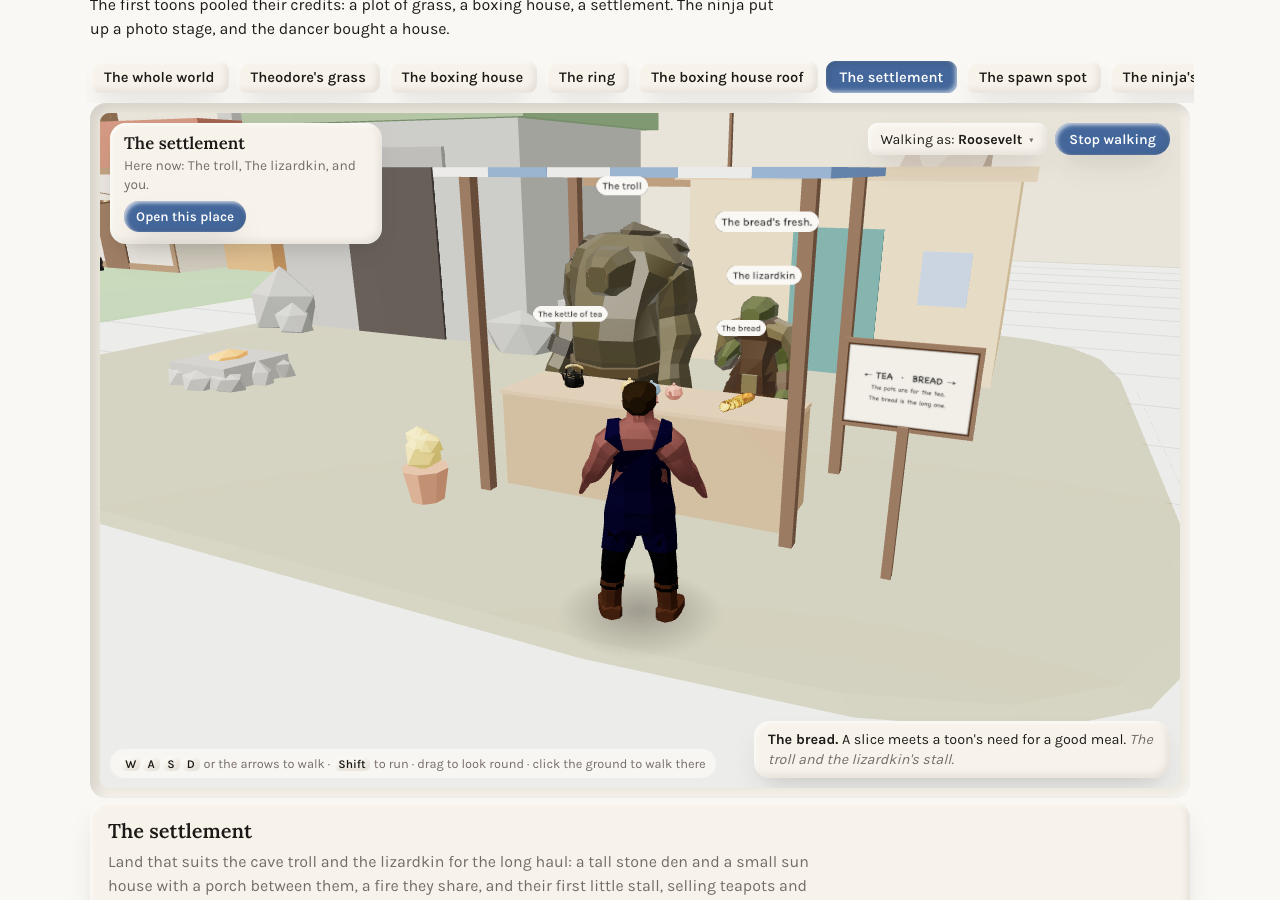 The first toons pooled their credits: a plot of grass, a boxing house, a settlement. The ninja put
up a photo stage, and the dancer bought a house.
The whole world
Theodore's grass
The boxing house
The ring
The boxing house roof
The settlement
The spawn spot
The ninja's
The settlement
Here now: The troll, The lizardkin, and
you.
Open this place
Walking as: Roosevelt ▾
Stop walking
The troll
The bread's fresh.
The lizardkin
The kettle of tea
The bread
← TEA · BREAD →
The pots are for the tea.
The bread is the long one.
The bread. A slice meets a toon's need for a good meal. The
troll and the lizardkin's stall.
W A S D or the arrows to walk · Shift to run · drag to look round · click the ground to walk there
The settlement
Land that suits the cave troll and the lizardkin for the long haul: a tall stone den and a small sun
house with a porch between them, a fire they share, and their first little stall, selling teapots and